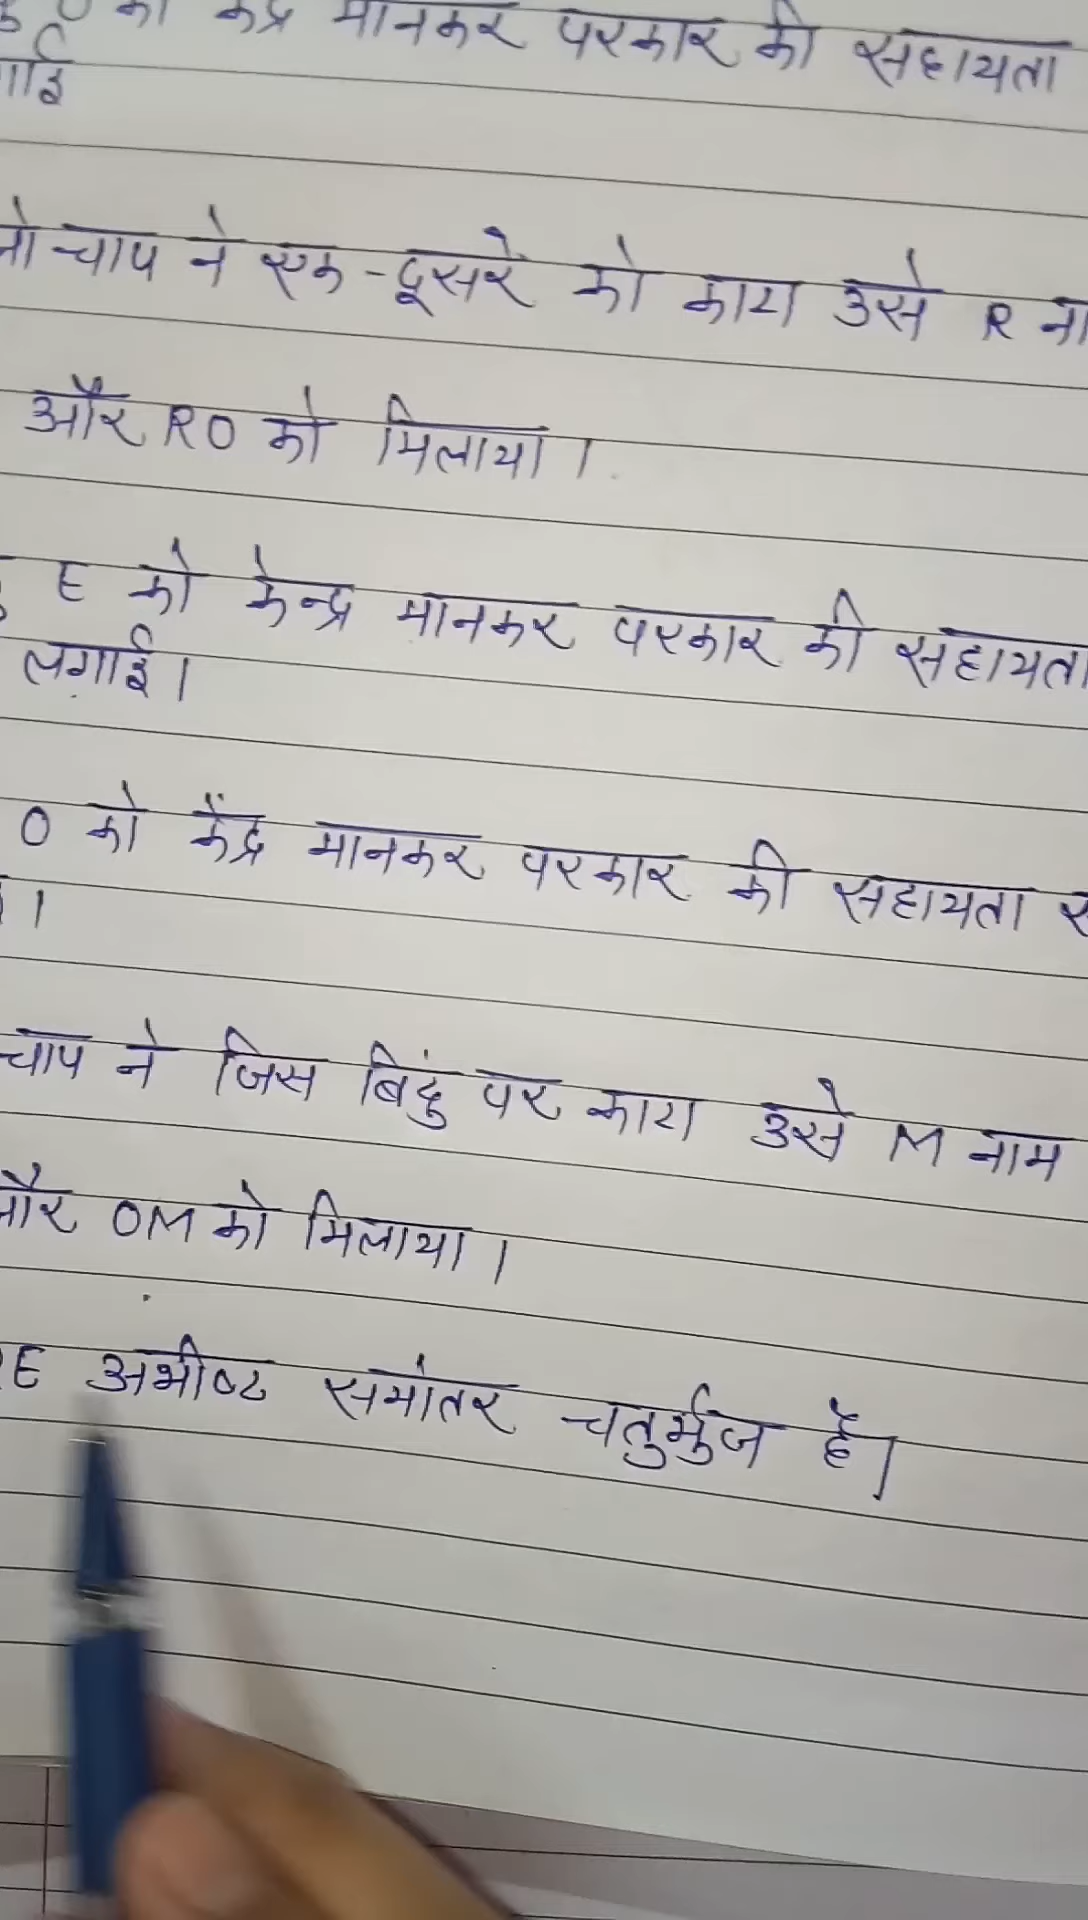 को केंद्र मानकर परकार की सहायता
चाप ने एक-दूसरे को काटा उसे R
और RO को मिलाया।
E को केन्द्र मानकर परकार की सहायता
लगाई।
O को केंद्र मानकर परकार की सहायता
चाप ने जिस बिंदु पर काटा उसे M नाम
और OM को मिलाया।
अभीष्ट समांतर चतुर्भुज है।